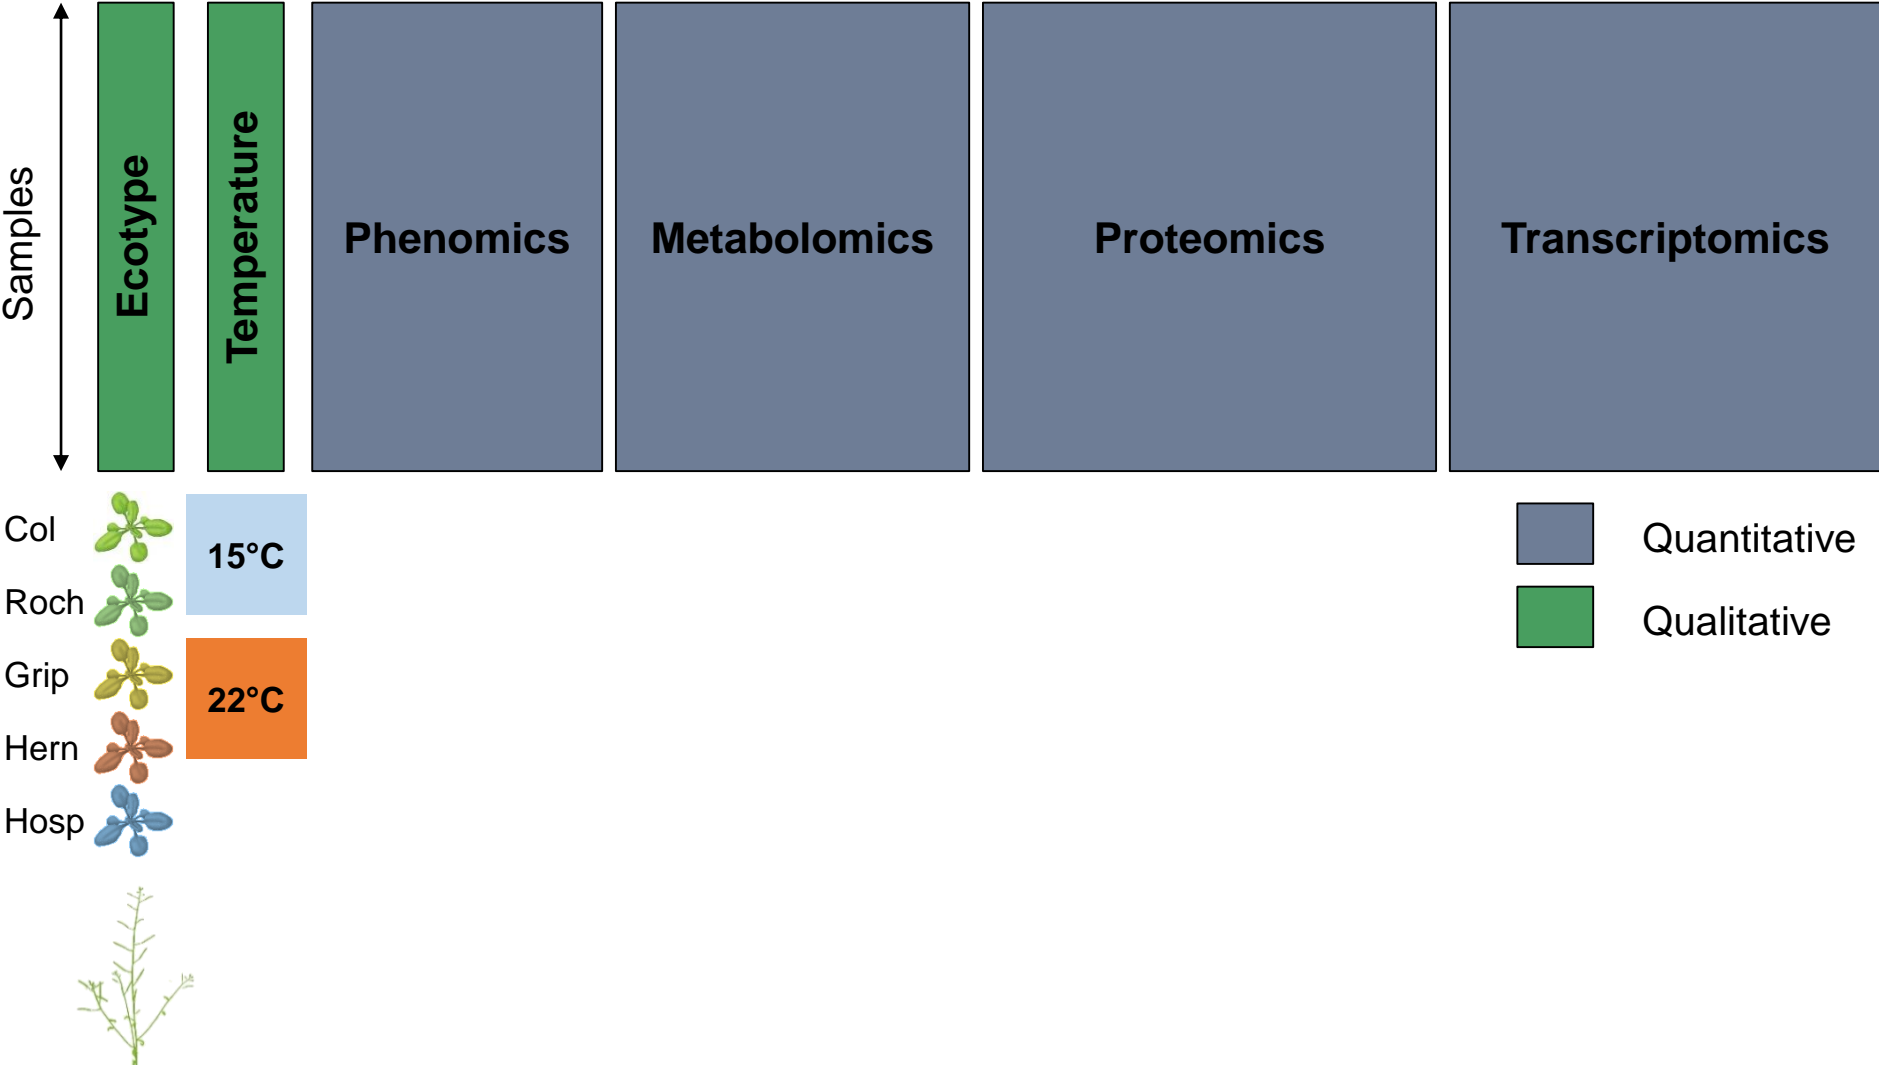 Samples
Ecotype
Temperature
Phenomics
Metabolomics
Proteomics
Transcriptomics
Col
Roch
Grip
Hern
Hosp
15°C
22°C
Quantitative
Qualitative